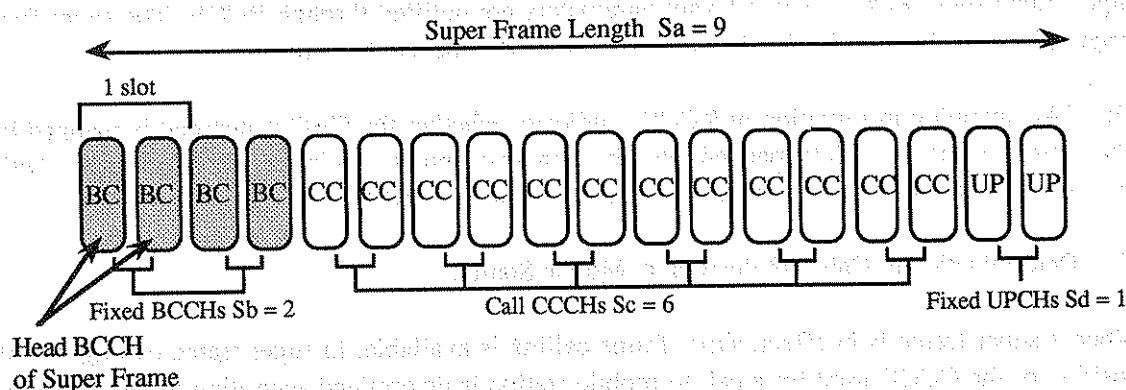 Super Frame Length Sa = 9
1 slot
BC BC BC BC CC CC CC CC CC CC CC CC CC CC CC CC UP UP
Fixed BCCHs Sb = 2
Call CCCHs Sc = 6
Fixed UPCHs Sd = 1
Head BCCH
of Super Frame